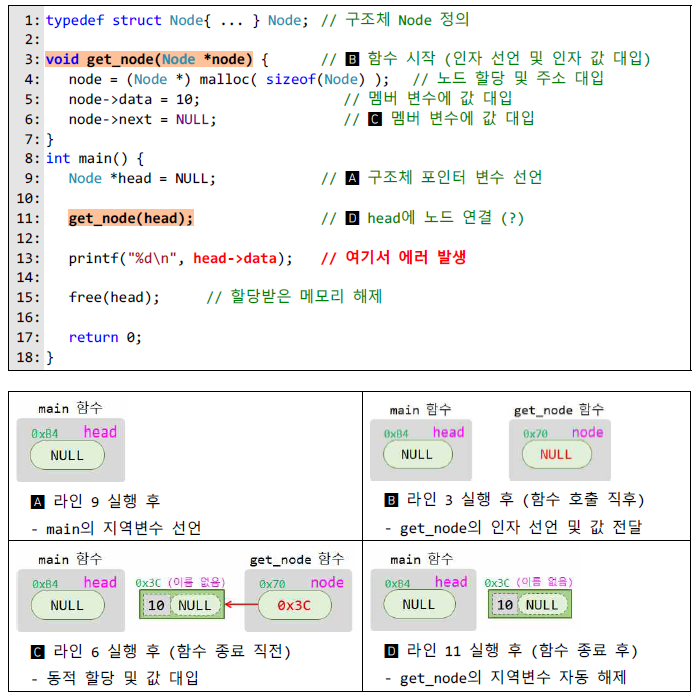 1: typedef struct Node{ ... } Node; // 구조체 Node 정의
2:
3: void get_node(Node *node) { // B 함수 시작 (인자 선언 및 인자 값 대입)
4: node = (Node *) malloc( sizeof(Node) ); // 노드 할당 및 주소 대입
5: node->data = 10; // 멤버 변수에 값 대입
6: node->next = NULL; // C 멤버 변수에 값 대입
7: }
8: int main() {
9: Node *head = NULL; // A 구조체 포인터 변수 선언
10:
11: get_node(head); // D head에 노드 연결 (?)
12:
13: printf("%d\n", head->data); // 여기서 에러 발생
14:
15: free(head); // 할당받은 메모리 해제
16:
17: return 0;
18: }
main 함수
0xB4 head
NULL
A 라인 9 실행 후
- main의 지역변수 선언
main 함수 get_node 함수
0xB4 head 0x70 node
NULL NULL
B 라인 3 실행 후 (함수 호출 직후)
- get_node의 인자 선언 및 값 전달
main 함수 get_node 함수
0xB4 head 0x3C (이름 없음) 0x70 node
NULL 10 NULL 0x3C
C 라인 6 실행 후 (함수 종료 직전)
- 동적 할당 및 값 대입
main 함수
0xB4 head 0x3C (이름 없음)
NULL 10 NULL
D 라인 11 실행 후 (함수 종료 후)
- get_node의 지역변수 자동 해제